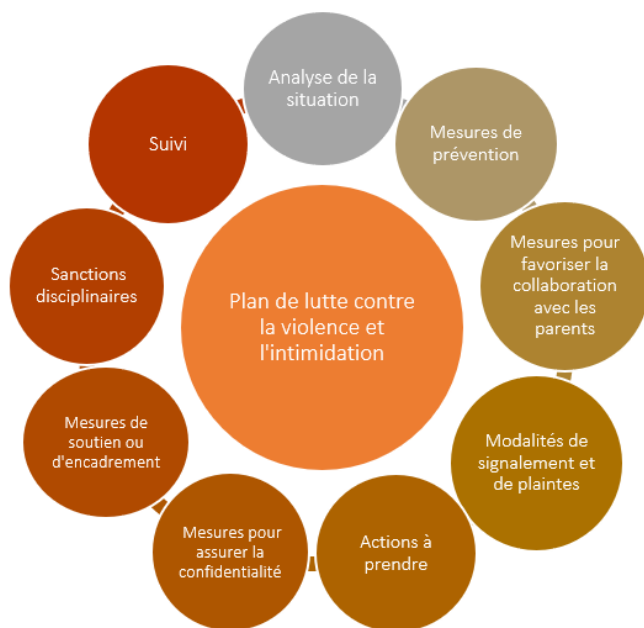 Analyse de la
situation
Mesures de
prévention
Mesures pour
favoriser la
collaboration
avec les
parents
Modalités de
signalement et
de plaintes
Actions à
prendre
Mesures pour
assurer la
confidentialité
Mesures de
soutien ou
d'encadrement
Sanctions
disciplinaires
Suivi
Plan de lutte contre
la violence et
l'intimidation